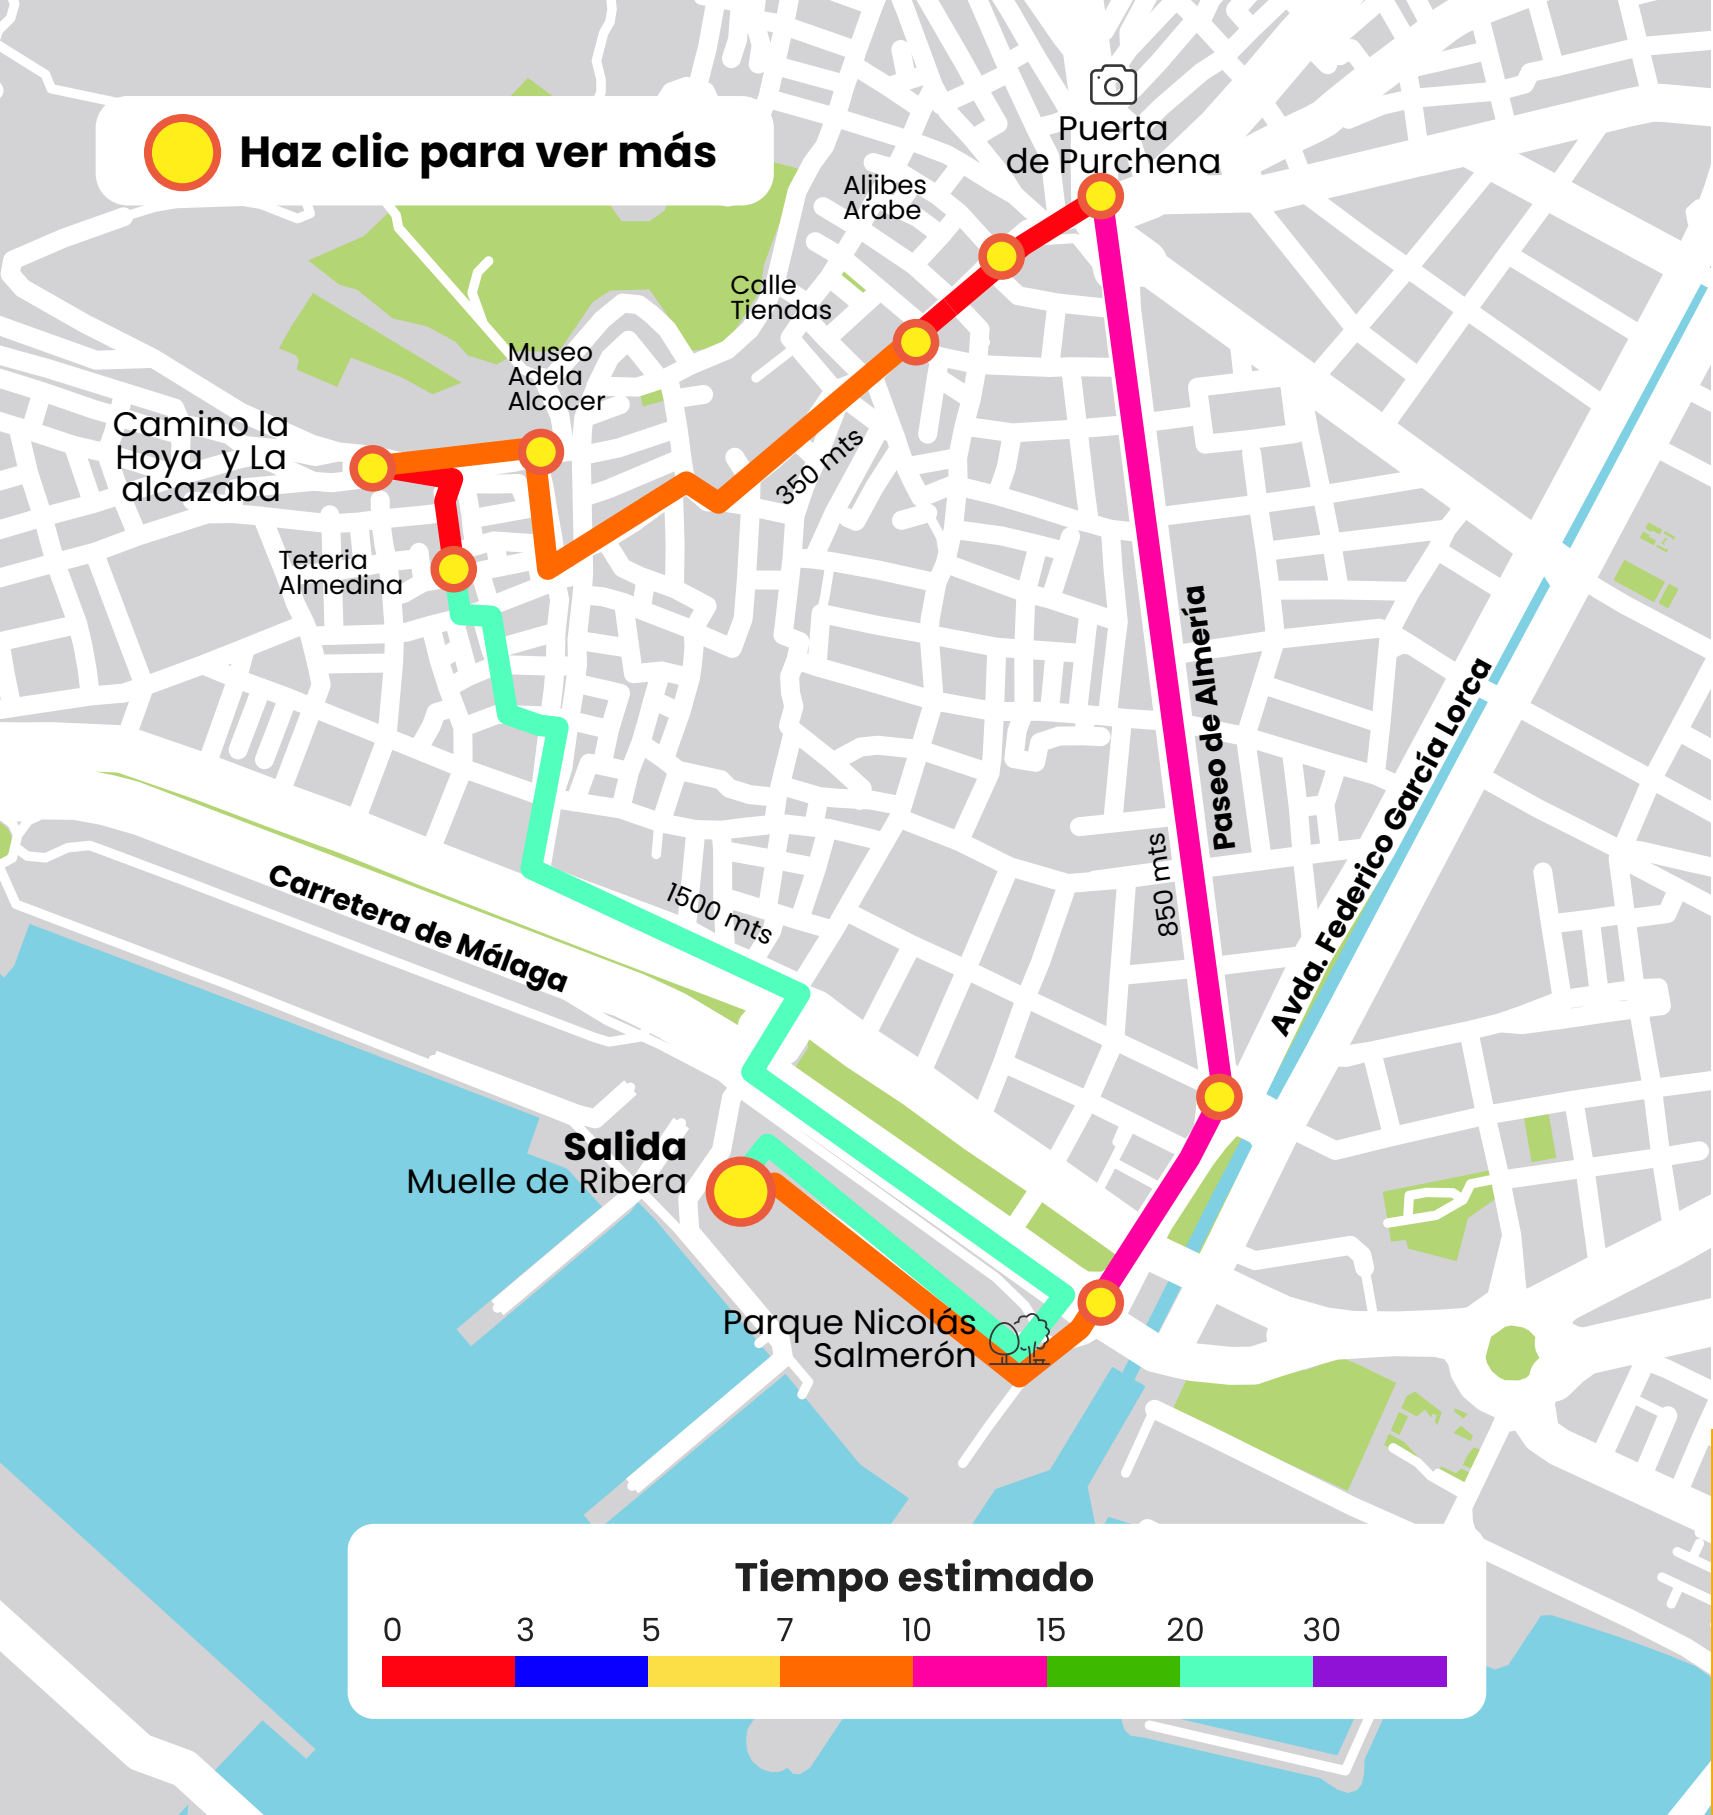 Haz clic para ver más
Puerta
de Purchena
Aljibes
Arabe
Calle
Tiendas
Museo
Adela
Alcocer
Camino la
Hoya y La
alcazaba
350 mts
Teteria
Almedina
Paseo de Almería
850 mts
Avda. Federico García Lorca
Carretera de Málaga
1500 mts
Salida
Muelle de Ribera
Parque Nicolás
Salmerón
Tiempo estimado
0 3 5 7 10 15 20 30